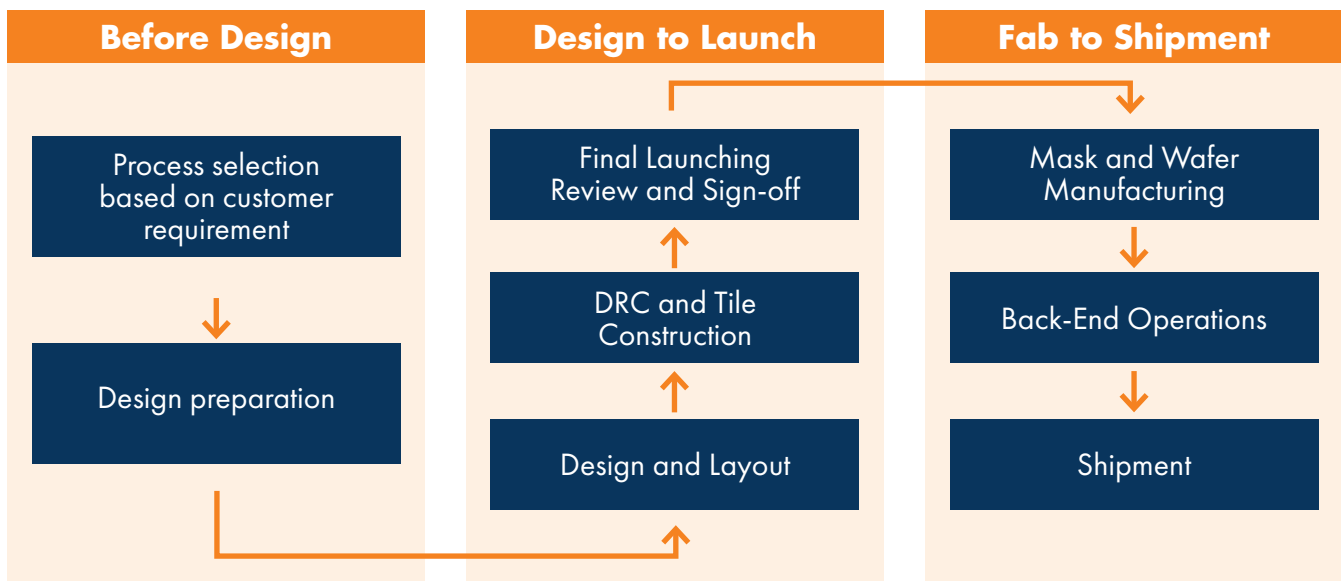 Before Design
Process selection
based on customer
requirement
Design preparation
Design to Launch
Final Launching
Review and Sign-off
DRC and Tile
Construction
Design and Layout
Fab to Shipment
Mask and Wafer
Manufacturing
Back-End Operations
Shipment